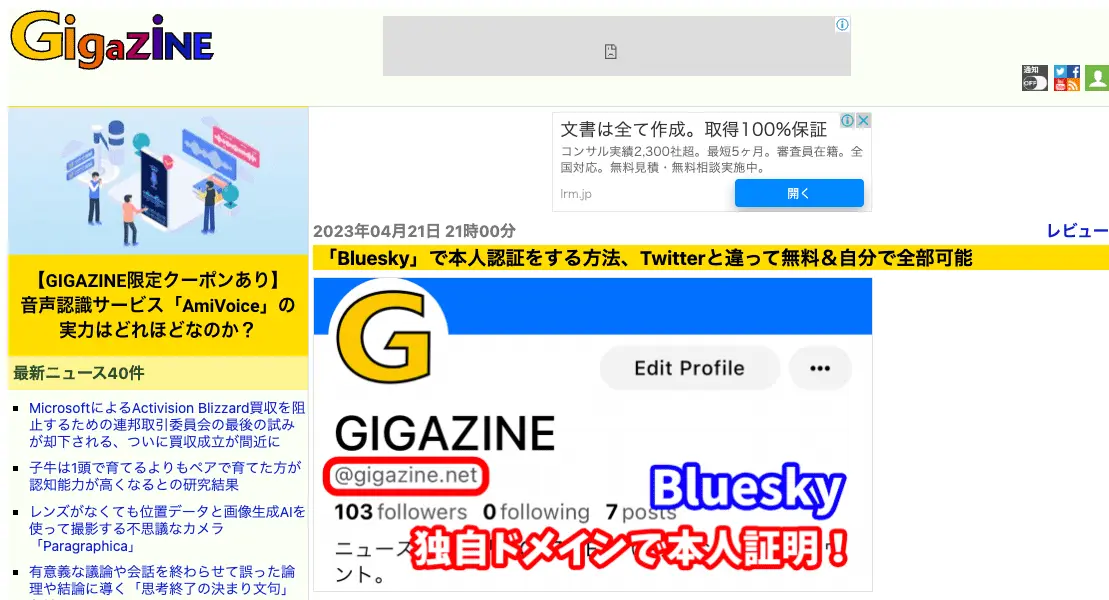 GigaZiNE
通知
OFF
文書は全て作成。取得100%保証
コンサル実績2,300社超。最短5ヶ月。審査員在籍。全
国対応。無料見積・無料相談実施中。
lrm.jp
開く
2023年04月21日 21時00分
レビュー
「Bluesky」で本人認証をする方法、Twitterと違って無料＆自分で全部可能
【GIGAZINE限定クーポンあり】
音声認識サービス「AmiVoice」の
実力はどれほどなのか？
最新ニュース40件
MicrosoftによるActivision Blizzard買収を阻
止するための連邦取引委員会の最後の試み
が却下される、ついに買収成立が間近に
子牛は1頭で育てるよりもペアで育てた方が
認知能力が高くなるとの研究結果
レンズがなくても位置データと画像生成AIを
使って撮影する不思議なカメラ
「Paragraphica」
有意義な議論や会話を終わらせて誤った論
理や結論に導く「思考終了の決まり文句」
G
Edit Profile
GIGAZINE
@gigazine.net
103 followers 0 following 7 posts
Bluesky
ニュース
独自ドメインで本人証明！
ント。